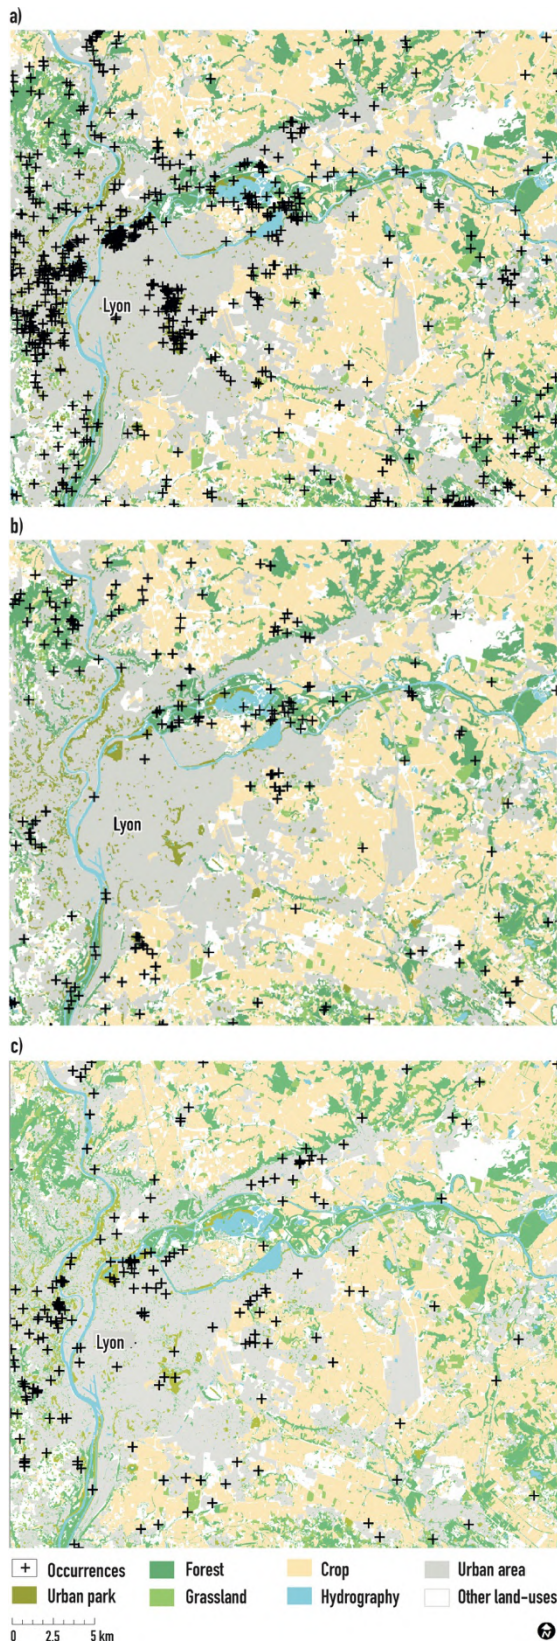 a)
Lyon
b)
Lyon
c)
Lyon
+ Occurrences Forest Crop Urban area
Urban park Grassland Hydrography Other land-uses
0 2.5 5 km N